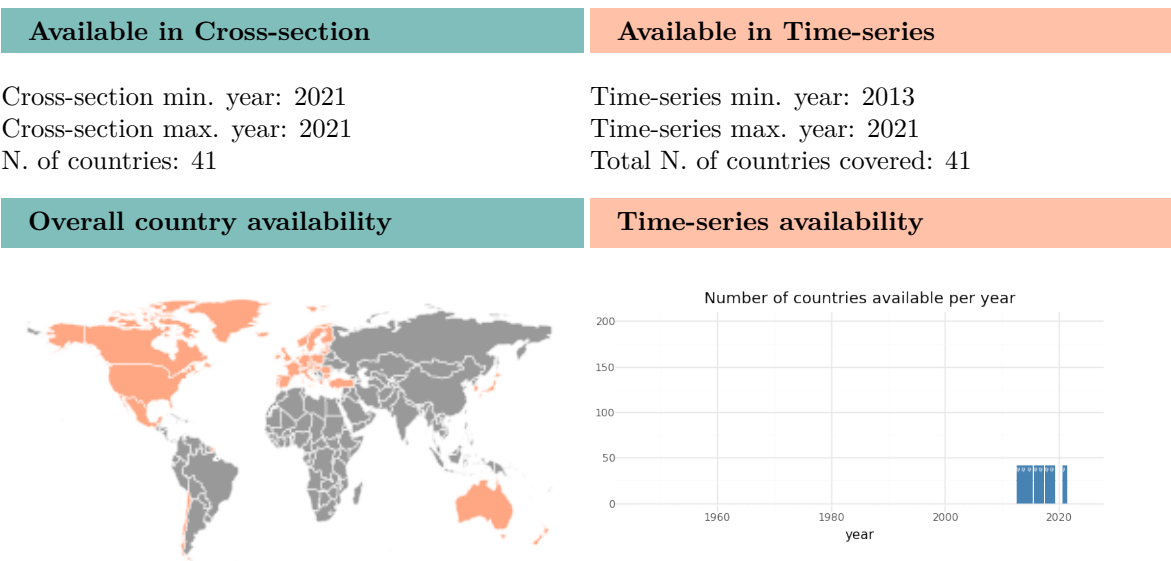 Available in Cross-section
Available in Time-series
Cross-section min. year: 2021
Cross-section max. year: 2021
N. of countries: 41
Time-series min. year: 2013
Time-series max. year: 2021
Total N. of countries covered: 41
Overall country availability
Time-series availability
Number of countries available per year
200
150
100
50
0
1960
1980
2000
2020
year